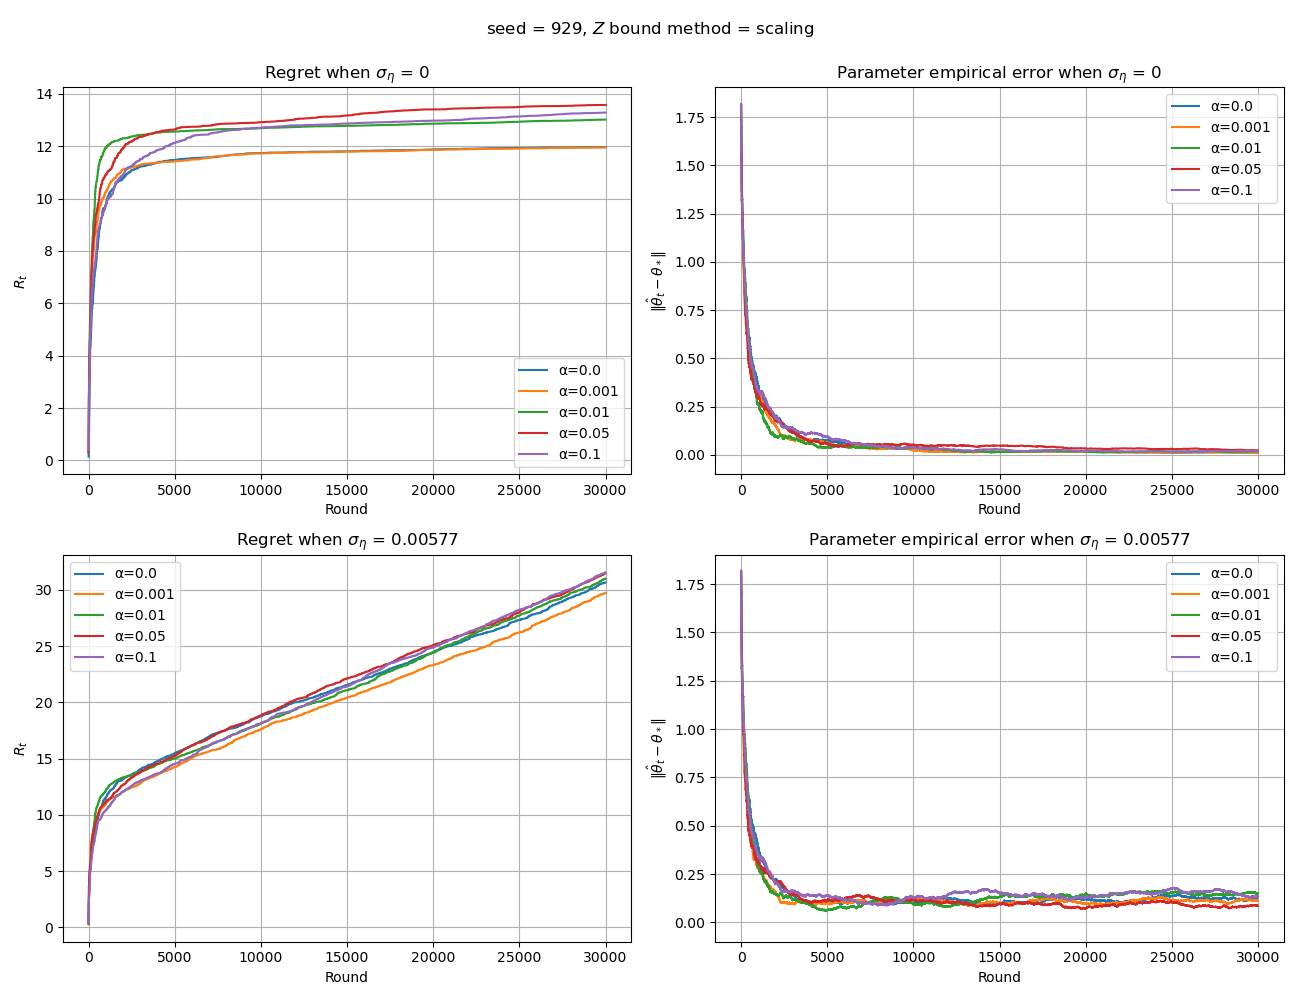 seed = 929, Z bound method = scaling
Regret when σ_η = 0
R_t
14
12
10
8
6
4
2
0
0 5000 10000 15000 20000 25000 30000
Round
α=0.0
α=0.001
α=0.01
α=0.05
α=0.1
Parameter empirical error when σ_η = 0
‖θ̂_t − θ_*‖
1.75
1.50
1.25
1.00
0.75
0.50
0.25
0.00
0 5000 10000 15000 20000 25000 30000
Round
α=0.0
α=0.001
α=0.01
α=0.05
α=0.1
Regret when σ_η = 0.00577
R_t
30
25
20
15
10
5
0
0 5000 10000 15000 20000 25000 30000
Round
α=0.0
α=0.001
α=0.01
α=0.05
α=0.1
Parameter empirical error when σ_η = 0.00577
‖θ̂_t − θ_*‖
1.75
1.50
1.25
1.00
0.75
0.50
0.25
0.00
0 5000 10000 15000 20000 25000 30000
Round
α=0.0
α=0.001
α=0.01
α=0.05
α=0.1